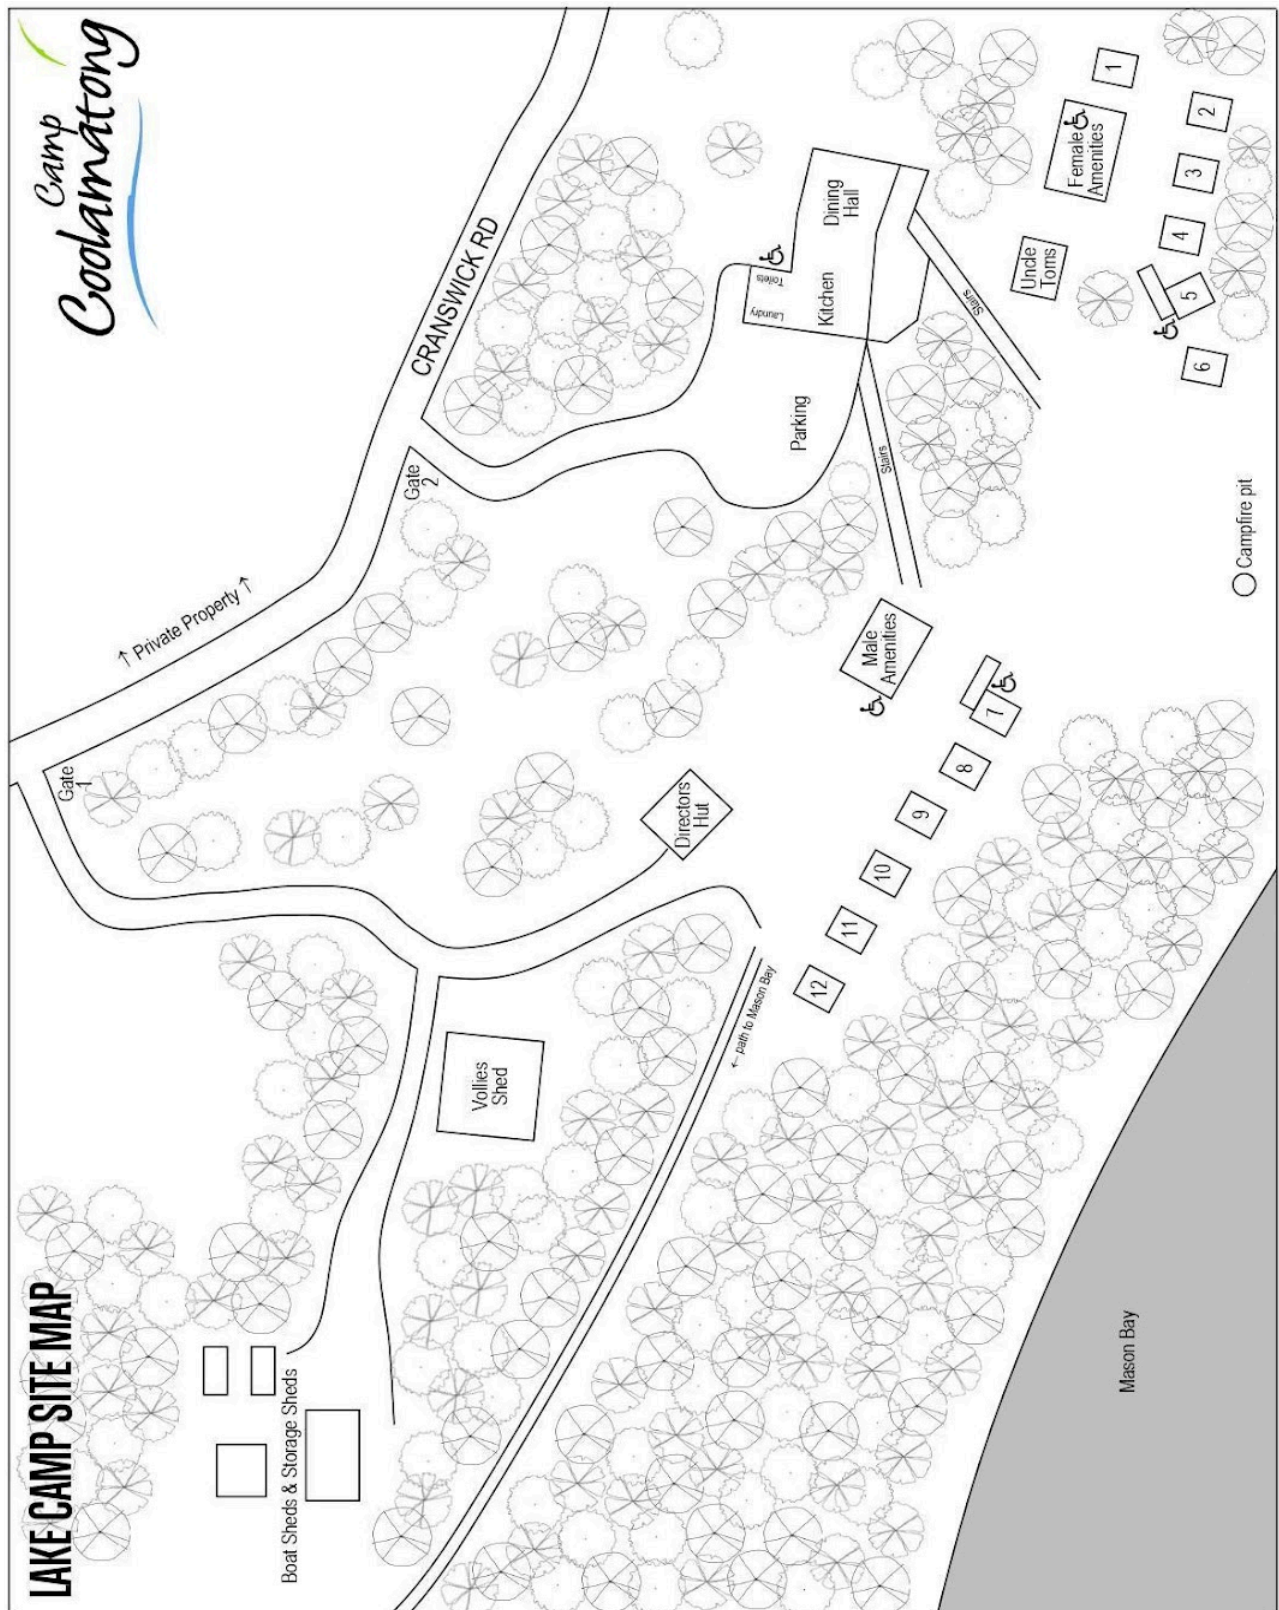 LAKE CAMP SITE MAP
Camp
Coolamatong
CRANSWICK RD
↑ Private Property ↑
Gate
1
Gate
2
Boat Sheds & Storage Sheds
Vollies
Shed
Directors
Hut
← path to Mason Bay
Parking
Laundry
Toilets
Kitchen
Dining
Hall
Stairs
Stairs
Male
Amenities
Female
Amenities
Uncle
Toms
1
2
3
4
5
6
7
8
9
10
11
12
Campfire pit
Mason Bay